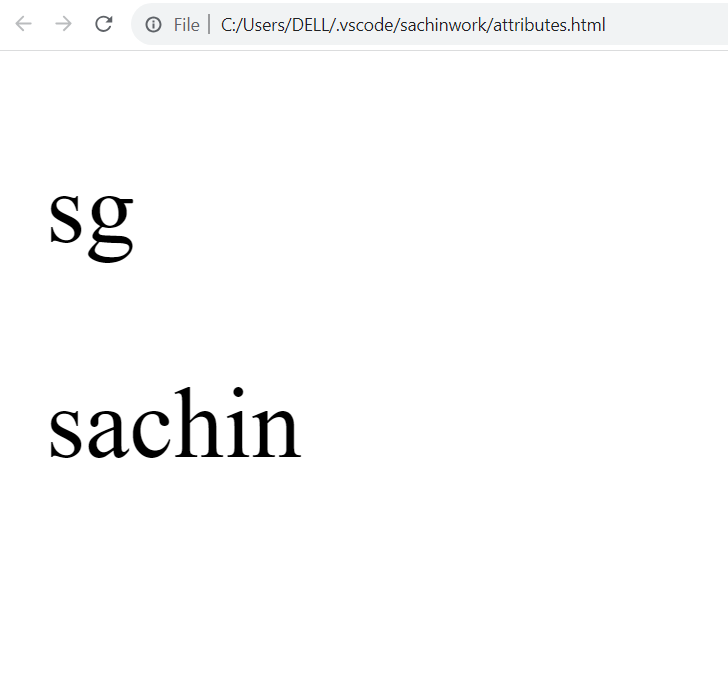 File | C:/Users/DELL/.vscode/sachinwork/attributes.html
sg
sachin